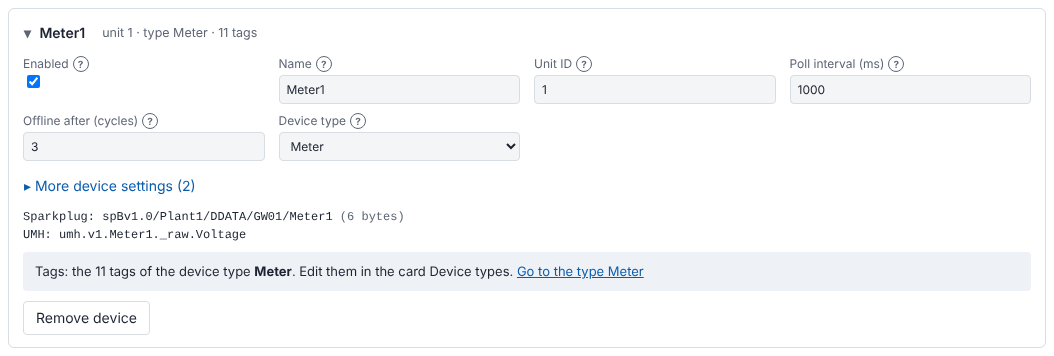 ▼ Meter1 unit 1 · type Meter · 11 tags
Enabled ? Name ? Unit ID ? Poll interval (ms) ?
Meter1 1 1000
Offline after (cycles) ? Device type ?
3 Meter
▸ More device settings (2)
Sparkplug: spBv1.0/Plant1/DDATA/GW01/Meter1 (6 bytes)
UMH: umh.v1.Meter1._raw.Voltage
Tags: the 11 tags of the device type Meter. Edit them in the card Device types. Go to the type Meter
Remove device